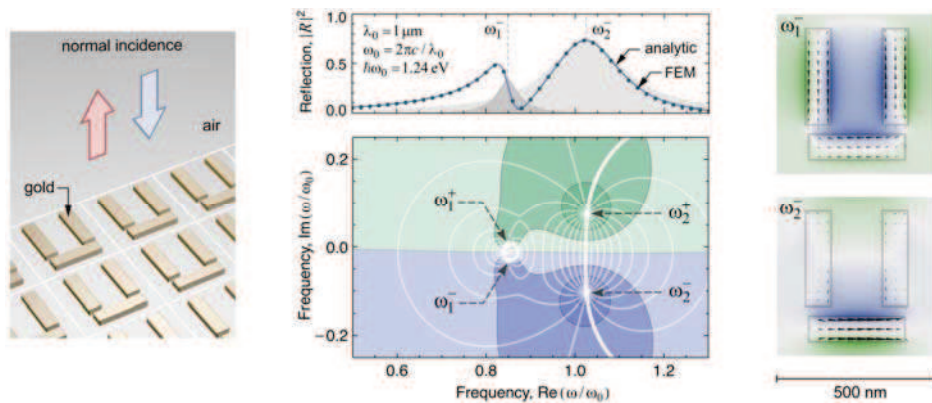 normal incidence
air
gold
Reflection, |R|²
1.0
0.5
0.0
λ₀ = 1 μm
ω₀ = 2πc / λ₀
ħω₀ = 1.24 eV
ω₁⁻
ω₂⁻
analytic
FEM
Frequency, Im (ω/ω₀)
0.2
0.0
-0.2
ω₁⁺
ω₂⁺
ω₁⁻
ω₂⁻
0.6
0.8
1.0
1.2
Frequency, Re (ω/ω₀)
ω₁⁻
ω₂⁻
500 nm